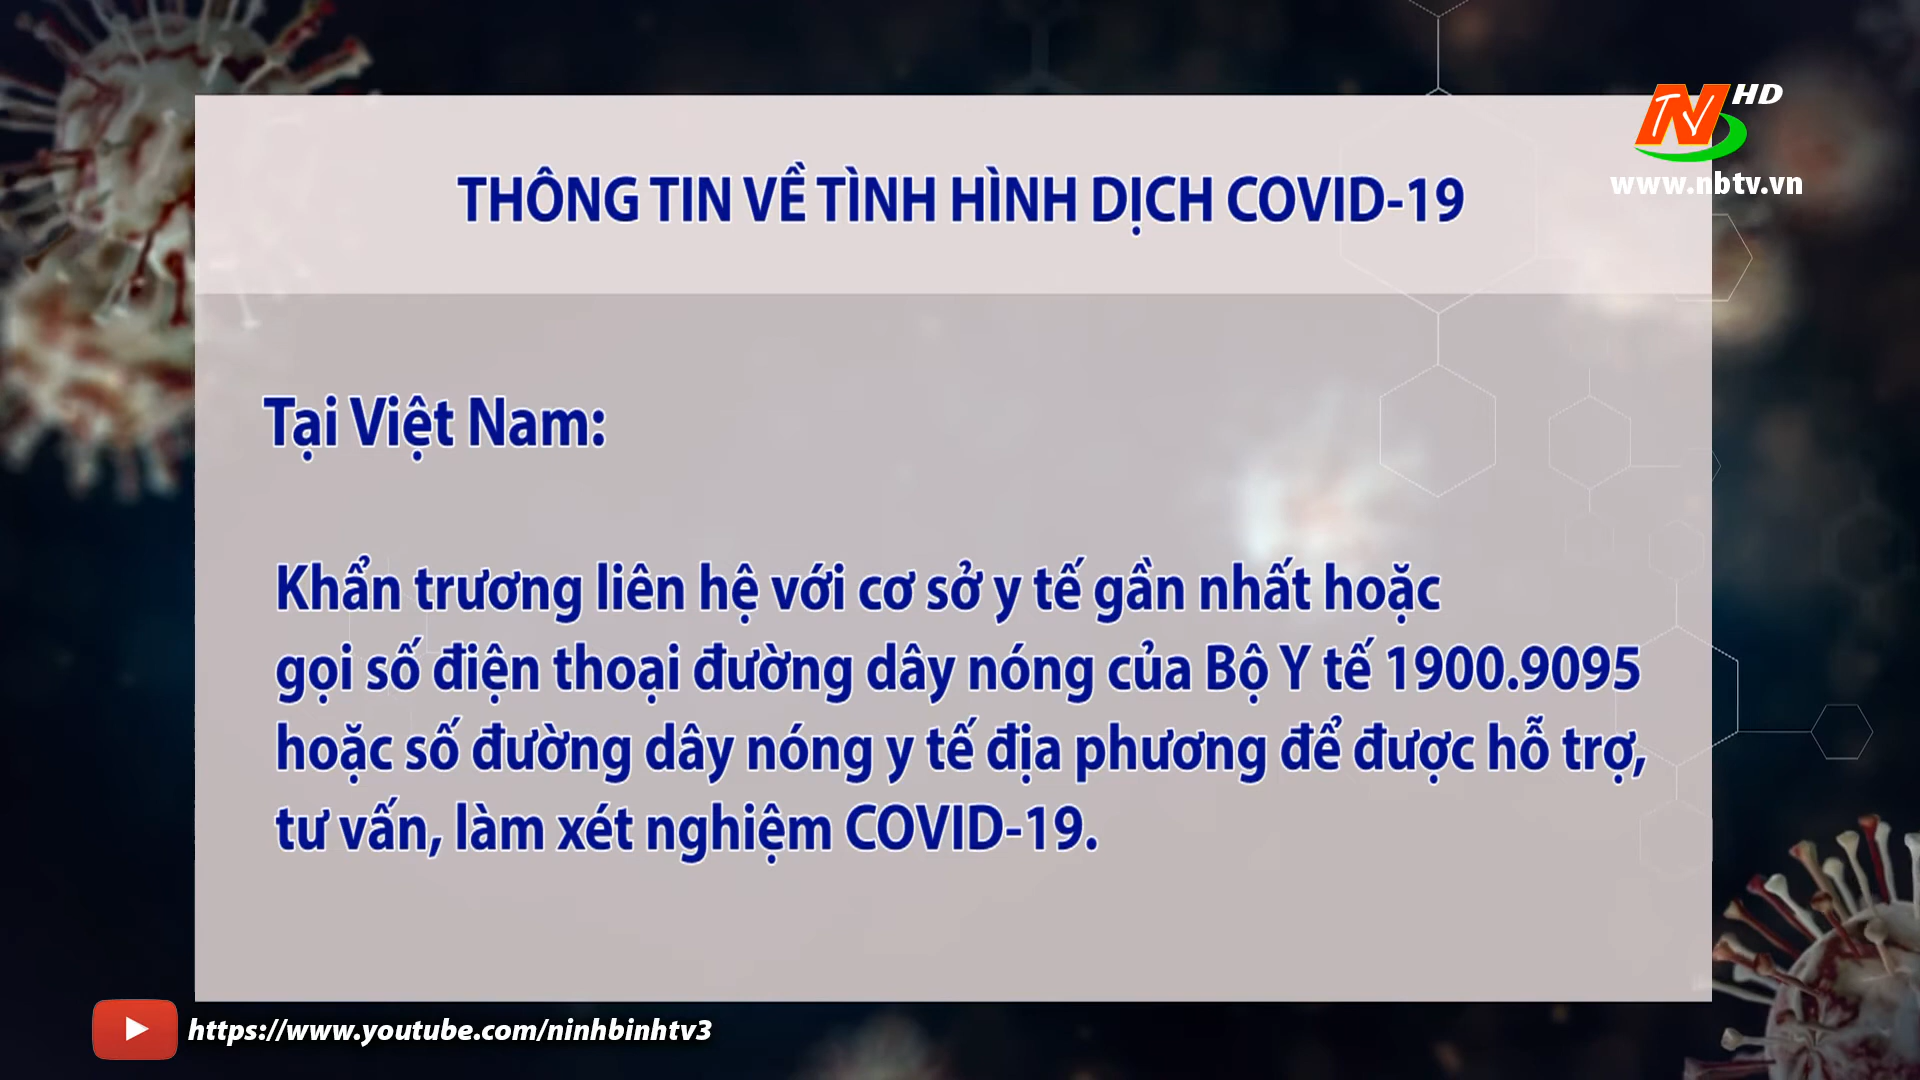 HD
NTV
www.nbtv.vn
THÔNG TIN VỀ TÌNH HÌNH DỊCH COVID-19
Tại Việt Nam:
Khẩn trương liên hệ với cơ sở y tế gần nhất hoặc
gọi số điện thoại đường dây nóng của Bộ Y tế 1900.9095
hoặc số đường dây nóng y tế địa phương để được hỗ trợ,
tư vấn, làm xét nghiệm COVID-19.
https://www.youtube.com/ninhbinhtv3